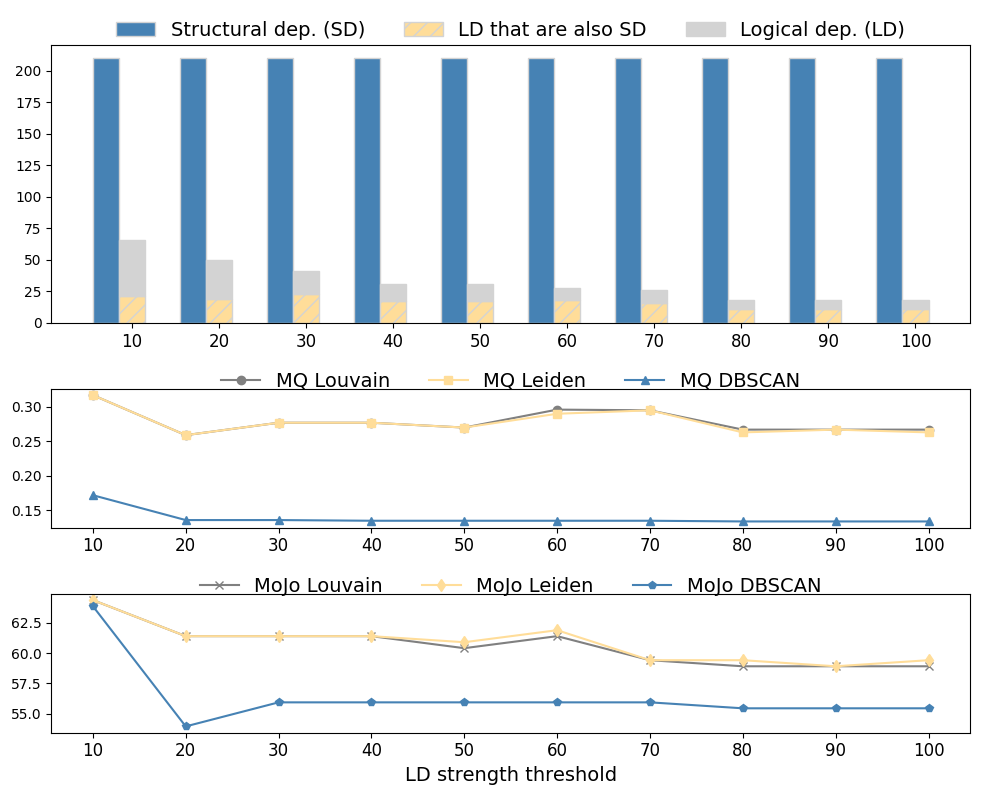 Structural dep. (SD) LD that are also SD Logical dep. (LD)
200
175
150
125
100
75
50
25
0
10 20 30 40 50 60 70 80 90 100
MQ Louvain MQ Leiden MQ DBSCAN
0.30
0.25
0.20
0.15
10 20 30 40 50 60 70 80 90 100
MoJo Louvain MoJo Leiden MoJo DBSCAN
62.5
60.0
57.5
55.0
10 20 30 40 50 60 70 80 90 100
LD strength threshold